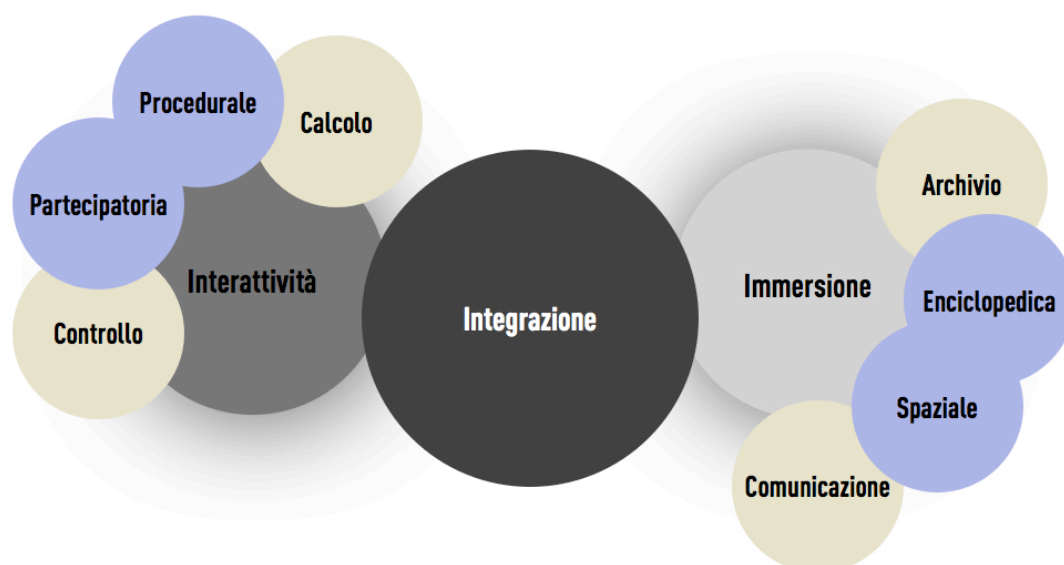 Procedurale
Calcolo
Partecipatoria
Interattività
Controllo
Integrazione
Archivio
Immersione
Enciclopedica
Spaziale
Comunicazione